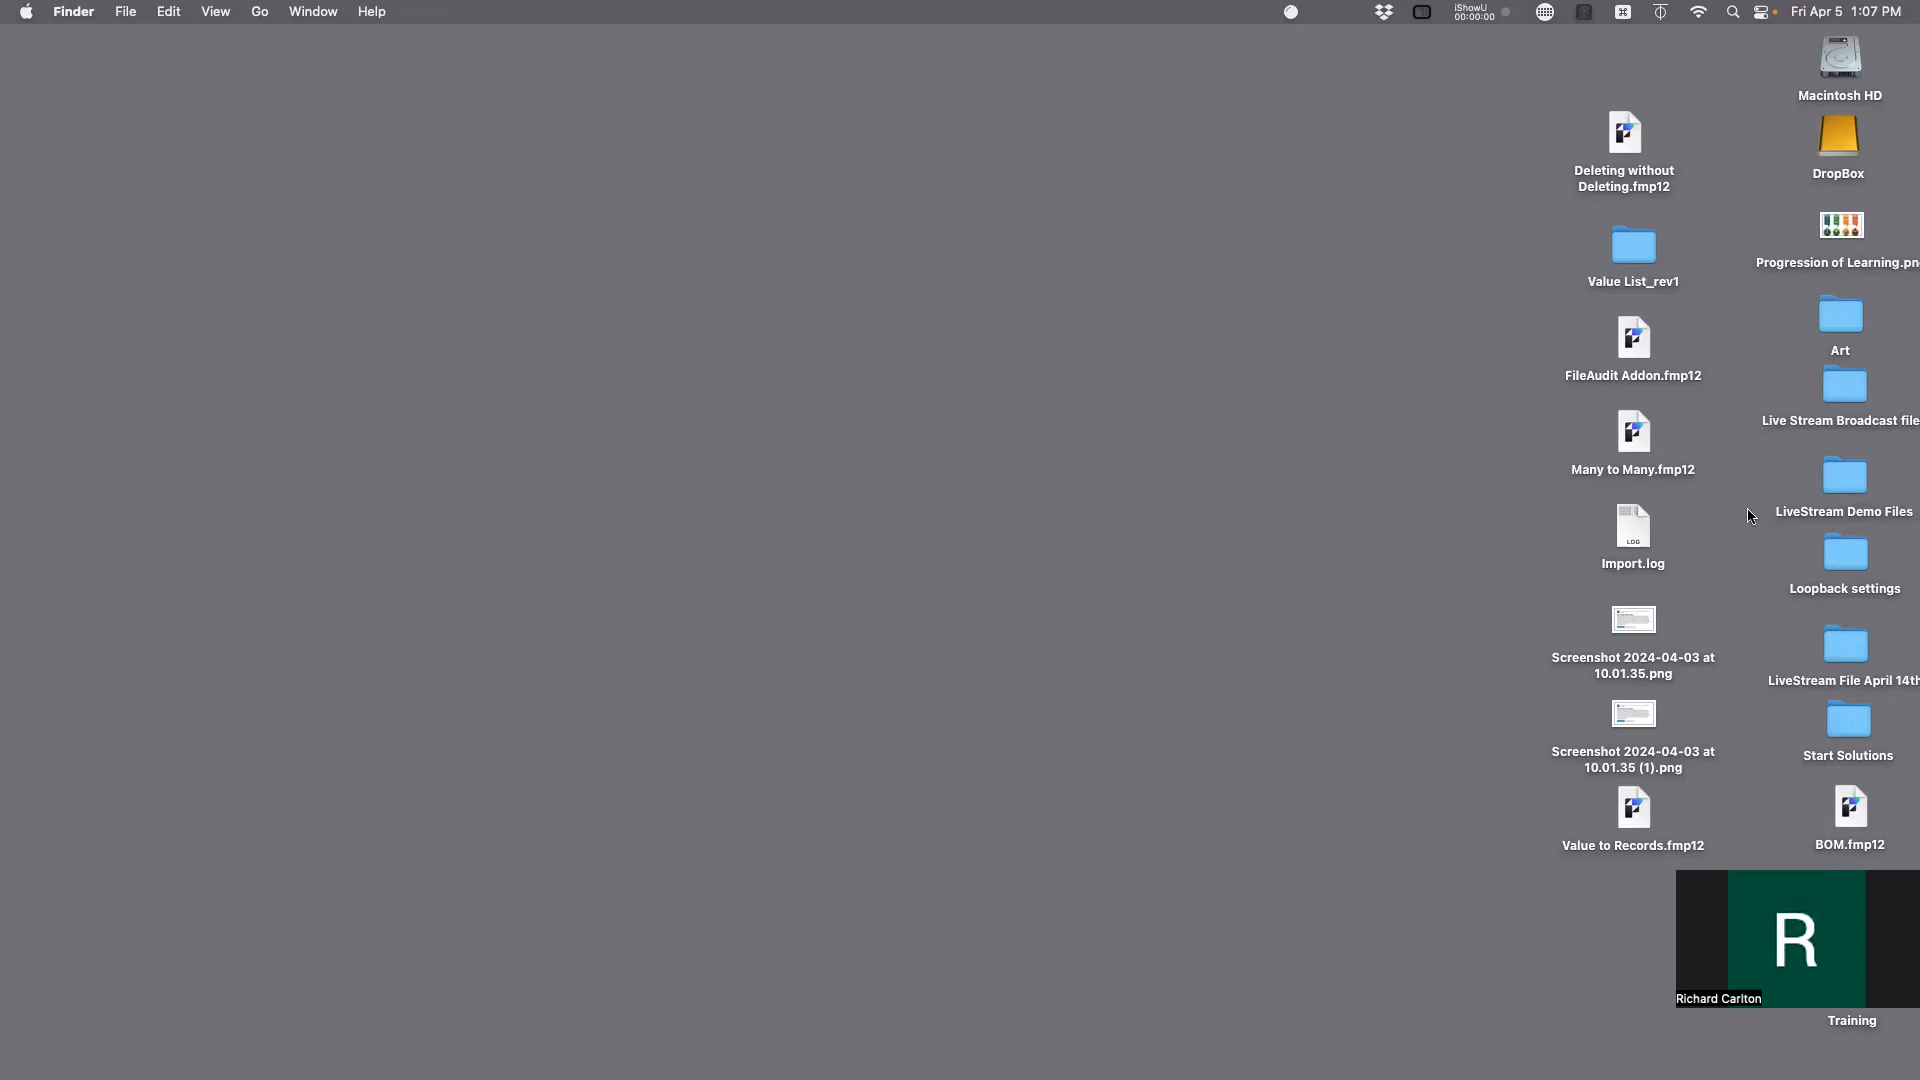 Finder File Edit View Go Window Help
iShowU
00:00:00
Fri Apr 5 1:07 PM
Macintosh HD
Deleting without
Deleting.fmp12
DropBox
Value List_rev1
Progression of Learning.pn
FileAudit Addon.fmp12
Art
Many to Many.fmp12
Live Stream Broadcast file
LOG
Import.log
LiveStream Demo Files
Loopback settings
Screenshot 2024-04-03 at
10.01.35.png
LiveStream File April 14th
Screenshot 2024-04-03 at
10.01.35 (1).png
Start Solutions
Value to Records.fmp12
BOM.fmp12
R
Richard Carlton
Training